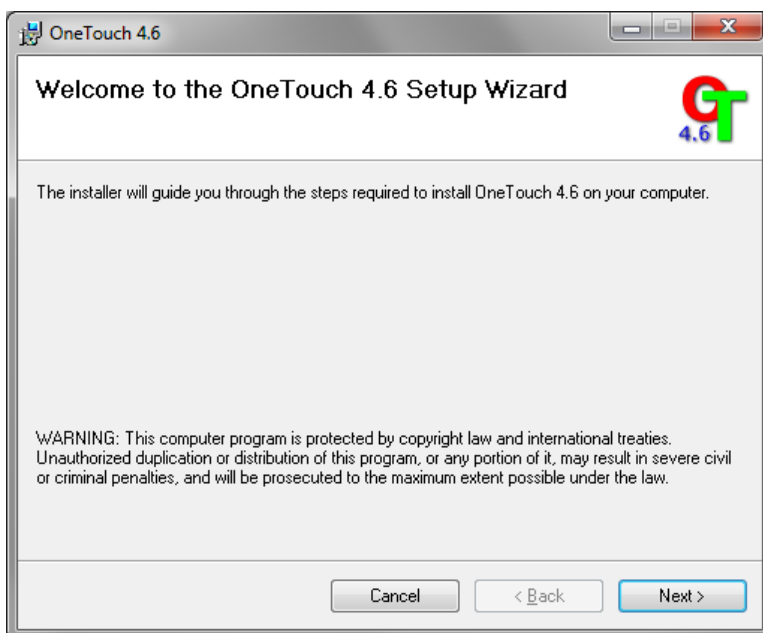 OneTouch 4.6
Welcome to the OneTouch 4.6 Setup Wizard
OT
4.6
The installer will guide you through the steps required to install OneTouch 4.6 on your computer.
WARNING: This computer program is protected by copyright law and international treaties.
Unauthorized duplication or distribution of this program, or any portion of it, may result in severe civil
or criminal penalties, and will be prosecuted to the maximum extent possible under the law.
Cancel
< Back
Next >